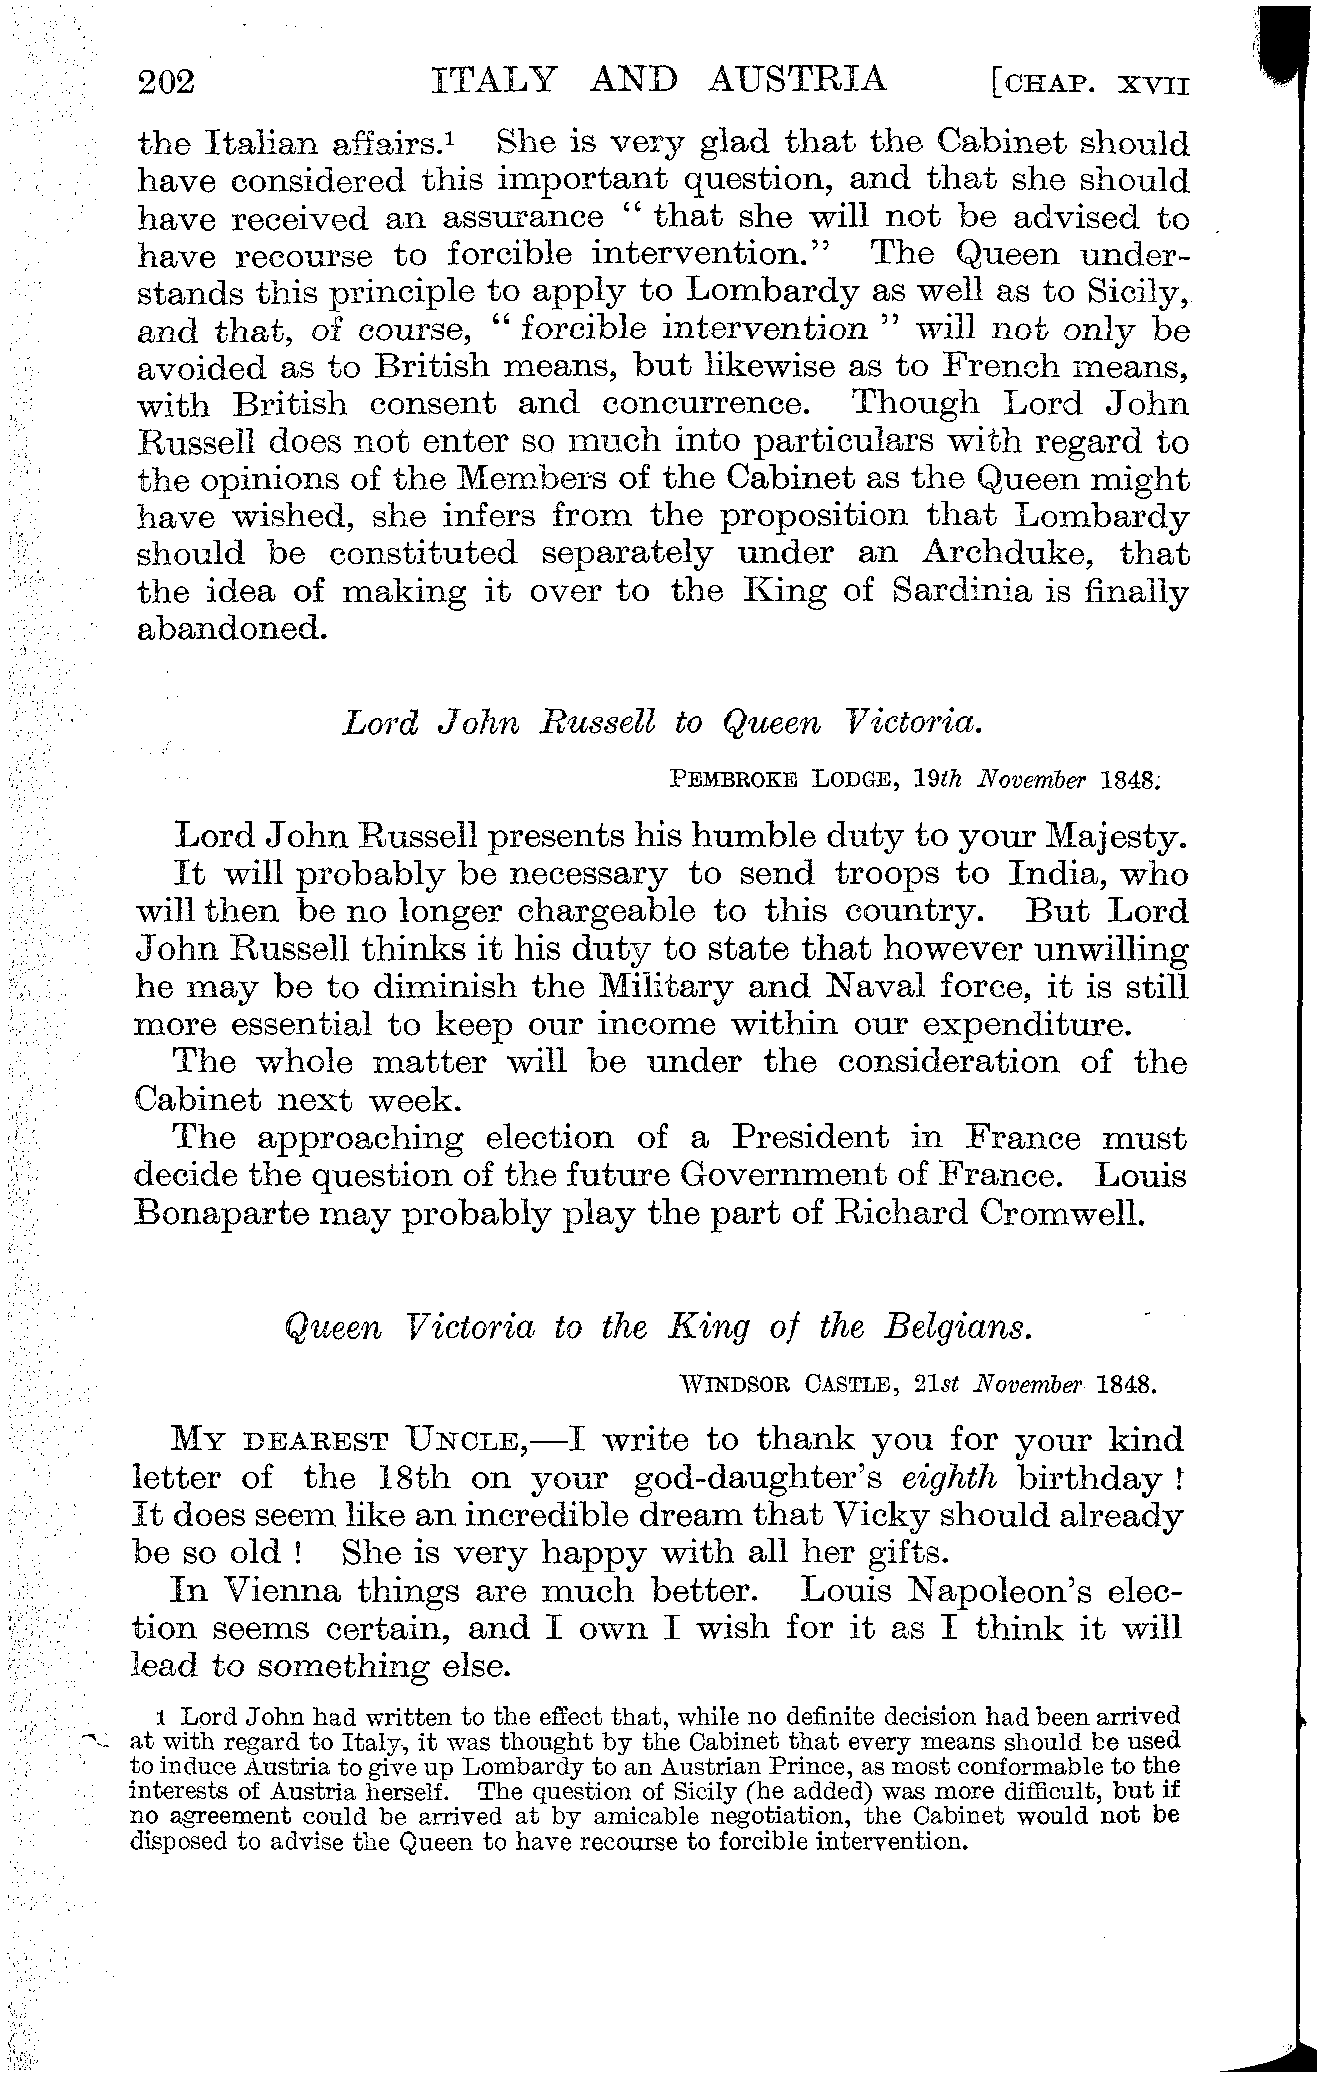 202 ITALY AND AUSTRIA [CHAP. XVII
the Italian affairs.¹ She is very glad that the Cabinet should
have considered this important question, and that she should
have received an assurance “ that she will not be advised to
have recourse to forcible intervention.” The Queen under-
stands this principle to apply to Lombardy as well as to Sicily,
and that, of course, “ forcible intervention ” will not only be
avoided as to British means, but likewise as to French means,
with British consent and concurrence. Though Lord John
Russell does not enter so much into particulars with regard to
the opinions of the Members of the Cabinet as the Queen might
have wished, she infers from the proposition that Lombardy
should be constituted separately under an Archduke, that
the idea of making it over to the King of Sardinia is finally
abandoned.
Lord John Russell to Queen Victoria.
PEMBROKE LODGE, 19th November 1848.
Lord John Russell presents his humble duty to your Majesty.
It will probably be necessary to send troops to India, who
will then be no longer chargeable to this country. But Lord
John Russell thinks it his duty to state that however unwilling
he may be to diminish the Military and Naval force, it is still
more essential to keep our income within our expenditure.
The whole matter will be under the consideration of the
Cabinet next week.
The approaching election of a President in France must
decide the question of the future Government of France. Louis
Bonaparte may probably play the part of Richard Cromwell.
Queen Victoria to the King of the Belgians.
WINDSOR CASTLE, 21st November 1848.
MY DEAREST UNCLE,—I write to thank you for your kind
letter of the 18th on your god-daughter’s eighth birthday !
It does seem like an incredible dream that Vicky should already
be so old ! She is very happy with all her gifts.
In Vienna things are much better. Louis Napoleon’s elec-
tion seems certain, and I own I wish for it as I think it will
lead to something else.
1 Lord John had written to the effect that, while no definite decision had been arrived
at with regard to Italy, it was thought by the Cabinet that every means should be used
to induce Austria to give up Lombardy to an Austrian Prince, as most conformable to the
interests of Austria herself. The question of Sicily (he added) was more difficult, but if
no agreement could be arrived at by amicable negotiation, the Cabinet would not be
disposed to advise the Queen to have recourse to forcible intervention.